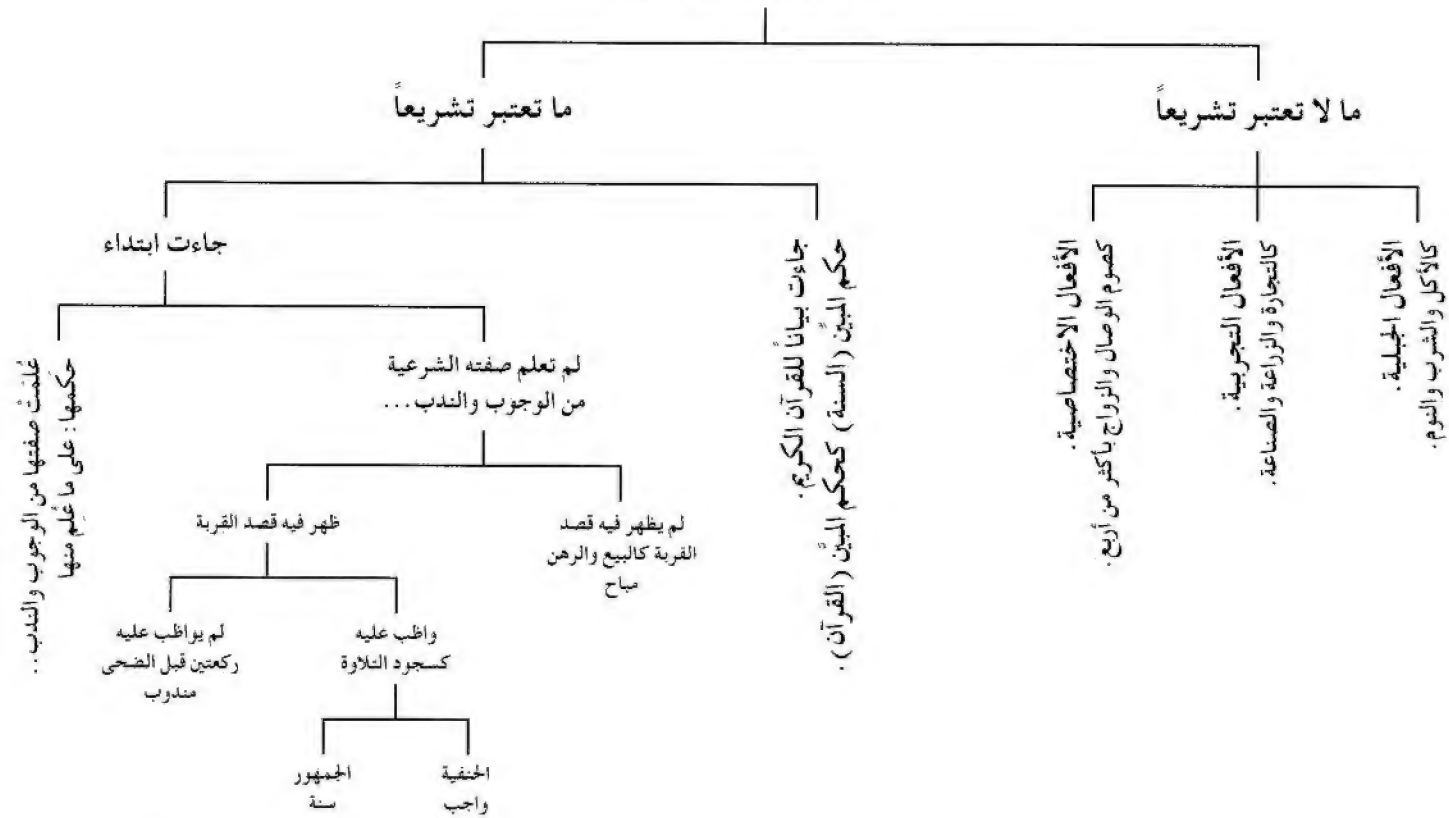 ما لا تعتبر تشريعاً
ما تعتبر تشريعاً
الأفعال الجبلية.
كالأكل والشرب والنوم.
الأفعال التجريبية.
كالتجارة والزراعة والصناعة.
الأفعال الاختصاصية.
كصوم الوصال والزواج بأكثر من أربع.
جاءت بياناً للقرآن الكريم.
حكم المبيِّن (السنة) كحكم المبيَّن (القرآن).
جاءت ابتداء
لم تعلم صفته الشرعية
من الوجوب والندب...
عُلمَتْ صفتها من الوجوب والندب...
حكمها: على ما عُلِم منها
لم يظهر فيه قصد
القربة كالبيع والرهن
مباح
ظهر فيه قصد القربة
واظب عليه
كسجود التلاوة
لم يواظب عليه
ركعتين قبل الضحى
مندوب
الحنفية
واجب
الجمهور
سنة